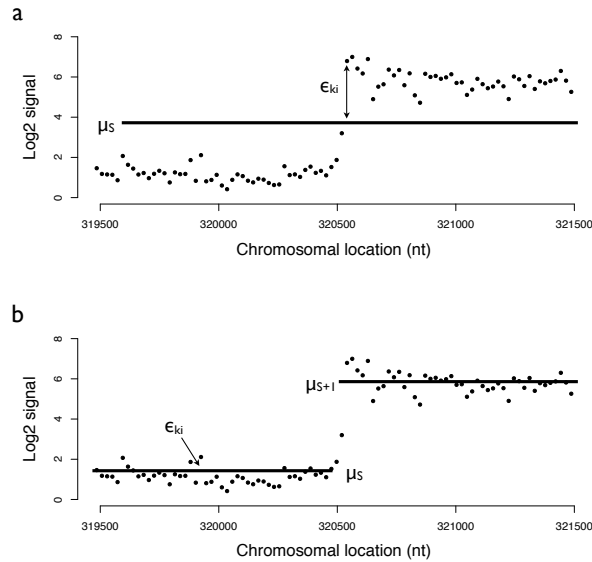 a
8
6
4
2
0
Log2 signal
ϵki
μS
319500 320000 320500 321000 321500
Chromosomal location (nt)
b
8
6
4
2
0
Log2 signal
μS+1
ϵki
μS
319500 320000 320500 321000 321500
Chromosomal location (nt)